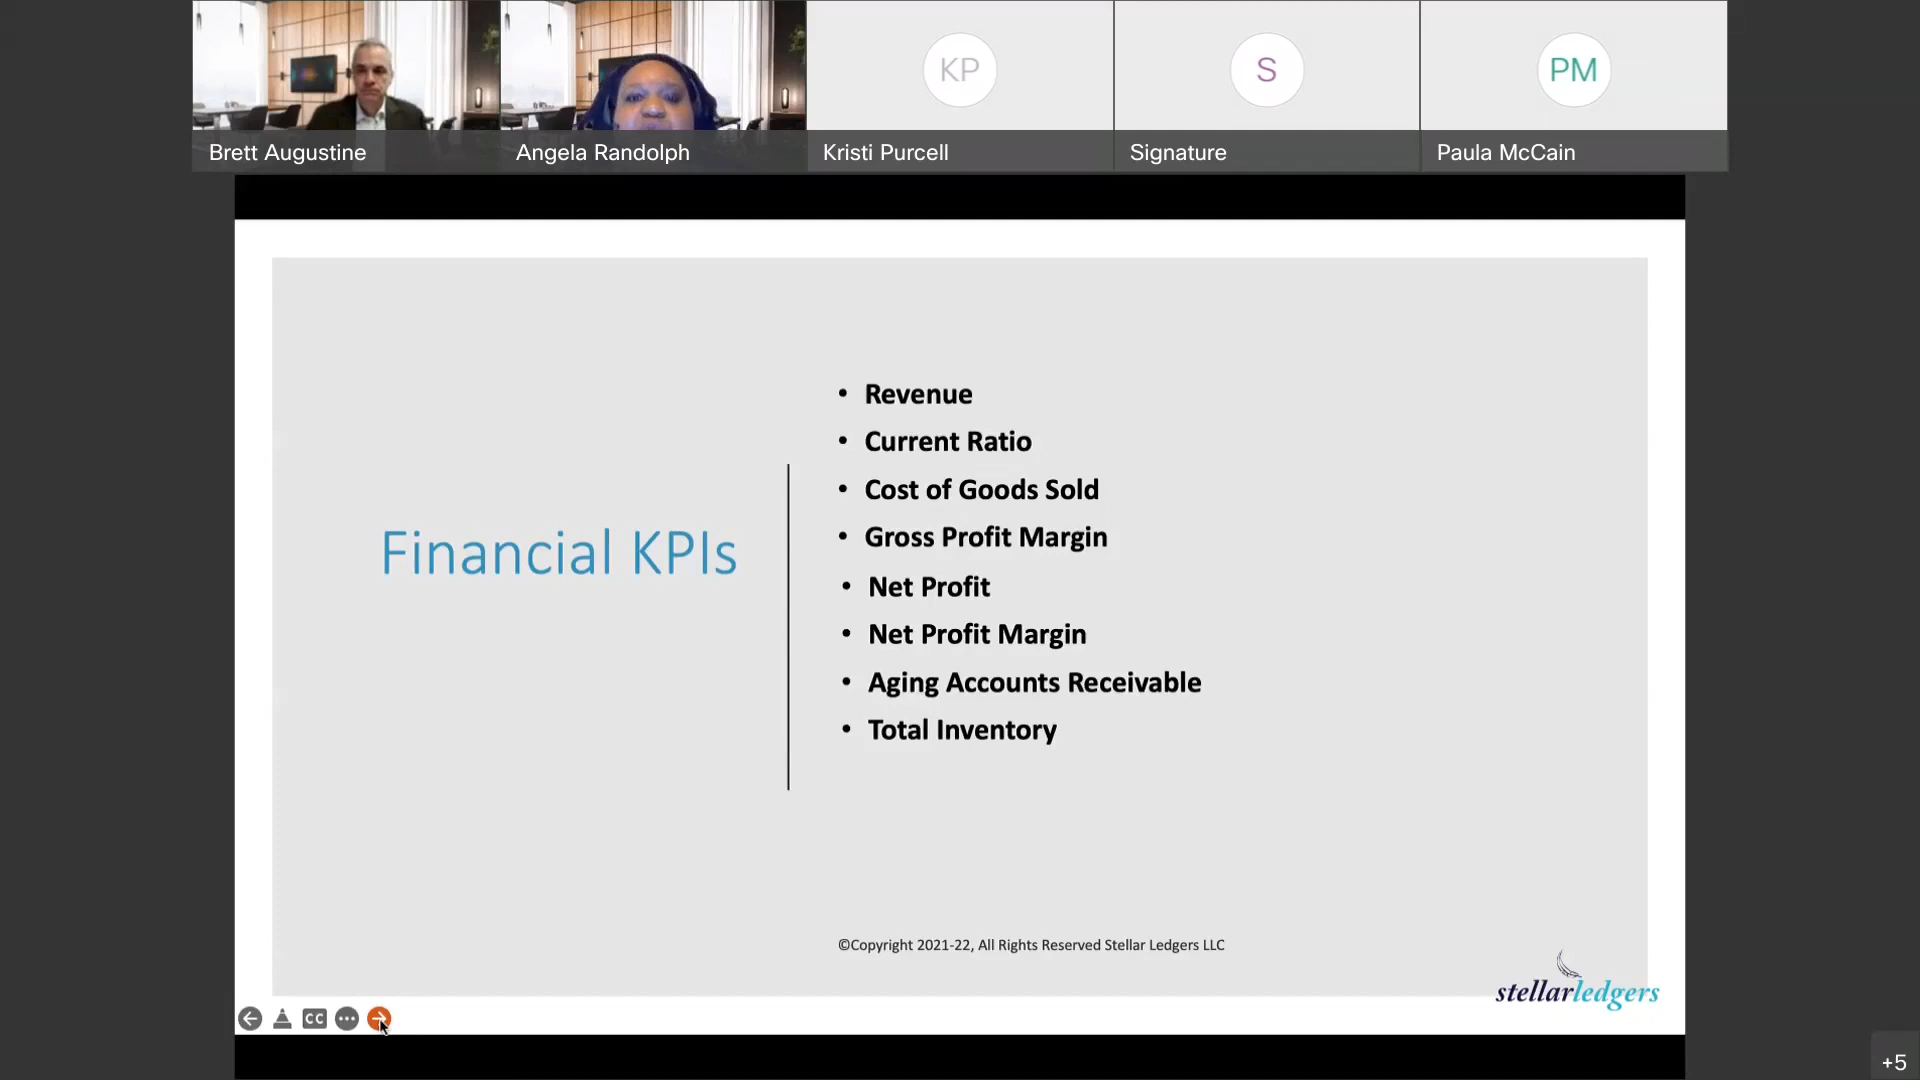 KP
S
PM
Brett Augustine
Angela Randolph
Kristi Purcell
Signature
Paula McCain
Financial KPIs
• Revenue
• Current Ratio
• Cost of Goods Sold
• Gross Profit Margin
• Net Profit
• Net Profit Margin
• Aging Accounts Receivable
• Total Inventory
©Copyright 2021-22, All Rights Reserved Stellar Ledgers LLC
stellarledgers
CC
+5